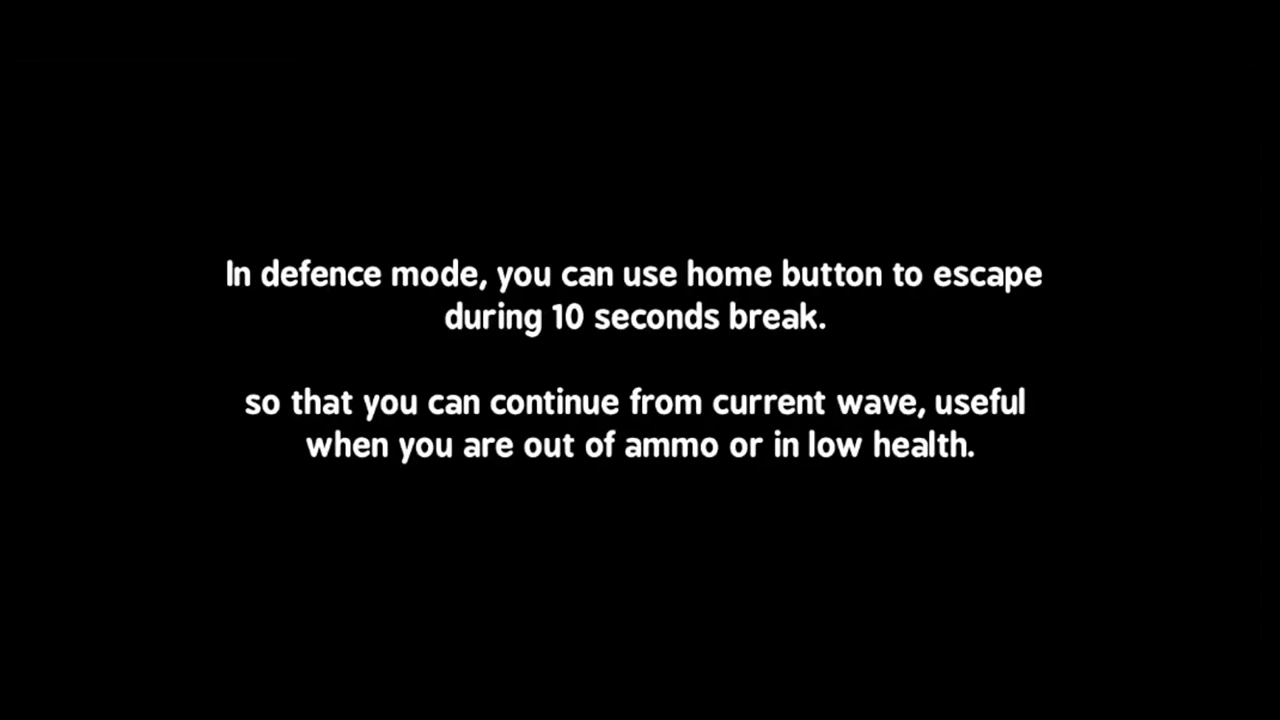 In defence mode, you can use home button to escape
during 10 seconds break.
so that you can continue from current wave, useful
when you are out of ammo or in low health.